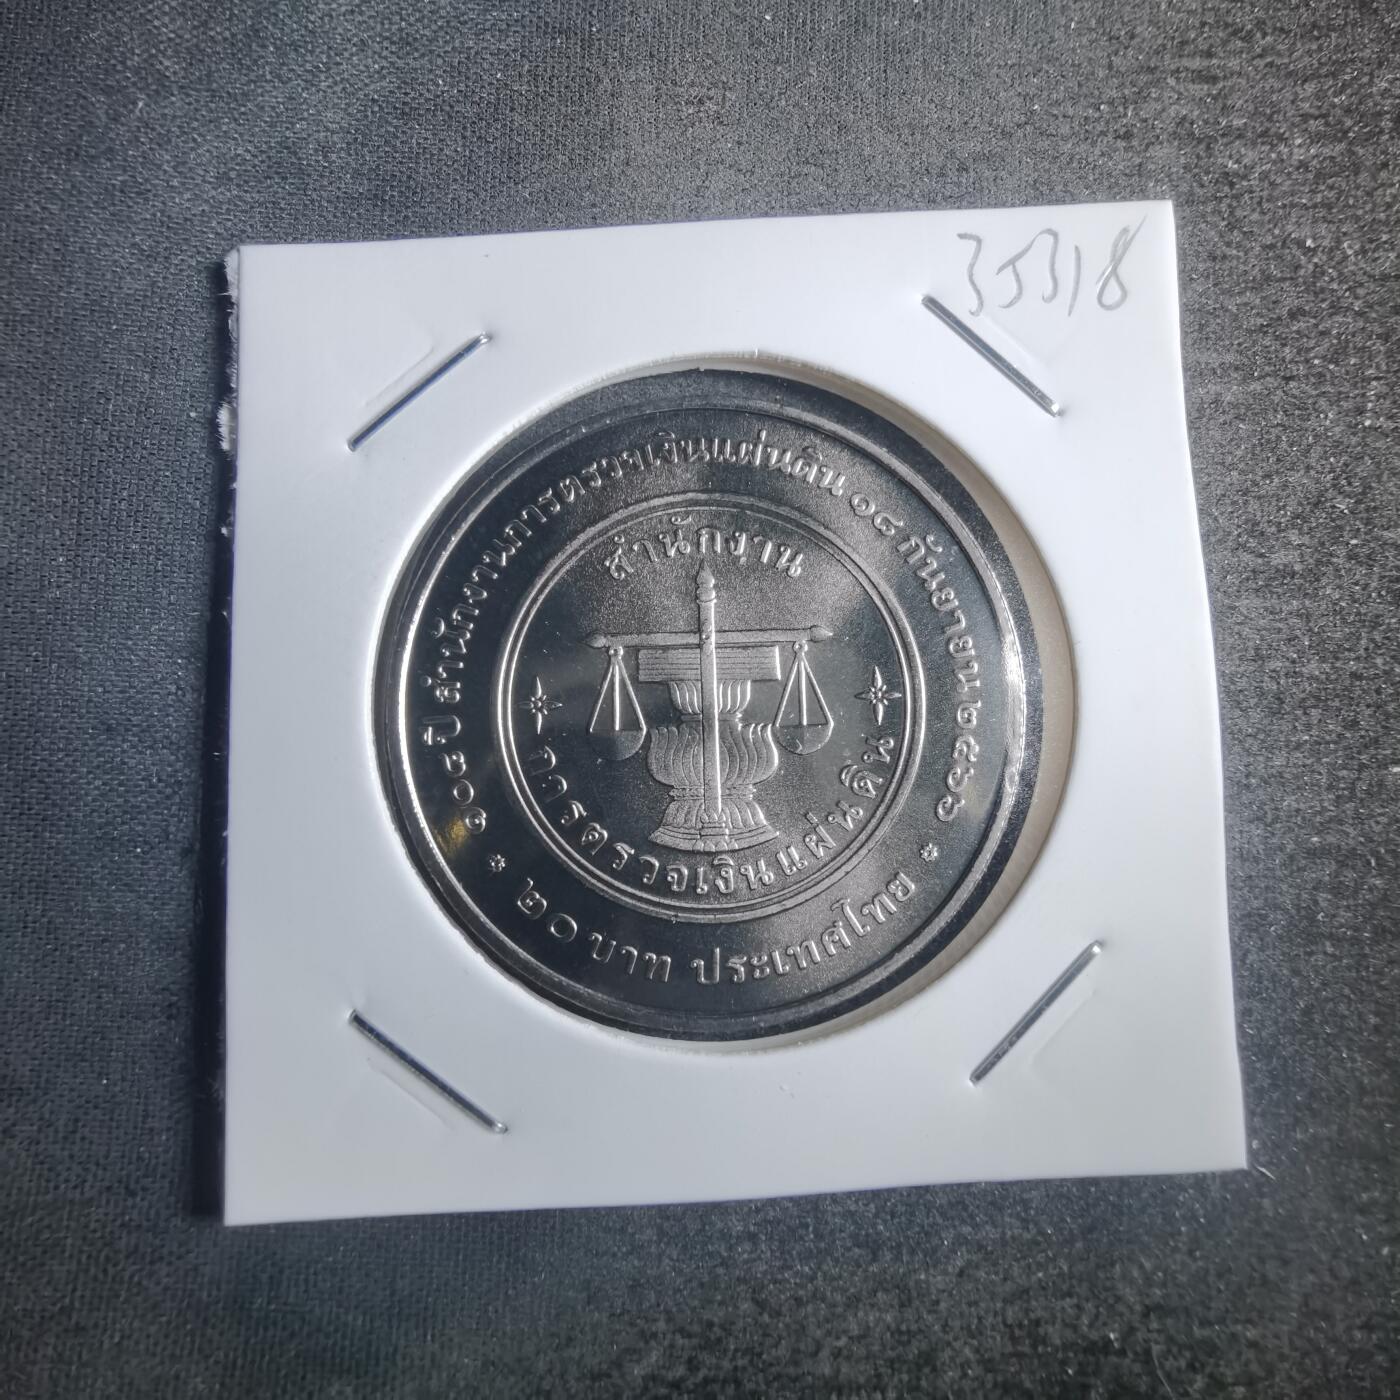 35318
๑๐๘ ปี สำนักงานการตรวจเงินแผ่นดิน ๑๘ กันยายน ๒๕๖๖
สำนักงาน
การตรวจเงินแผ่นดิน
๒๐ บาท ประเทศไทย